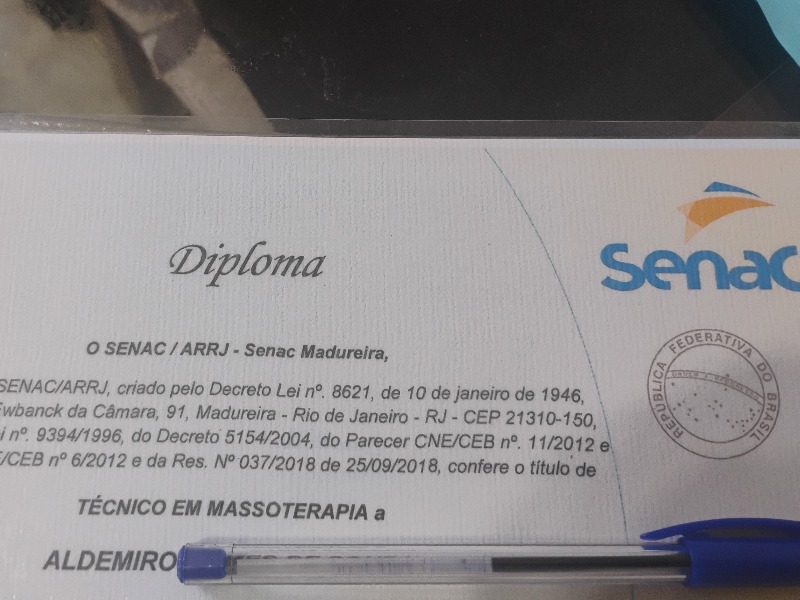 Diploma
Senac
O SENAC / ARRJ - Senac Madureira,
SENAC/ARRJ, criado pelo Decreto Lei nº. 8621, de 10 de janeiro de 1946,
Ewbanck da Câmara, 91, Madureira - Rio de Janeiro - RJ - CEP 21310-150,
nº. 9394/1996, do Decreto 5154/2004, do Parecer CNE/CEB nº. 11/2012 e
/CEB nº 6/2012 e da Res. Nº 037/2018 de 25/09/2018, confere o título de
REPÚBLICA FEDERATIVA DO BRASIL
TÉCNICO EM MASSOTERAPIA a
ALDEMIRO